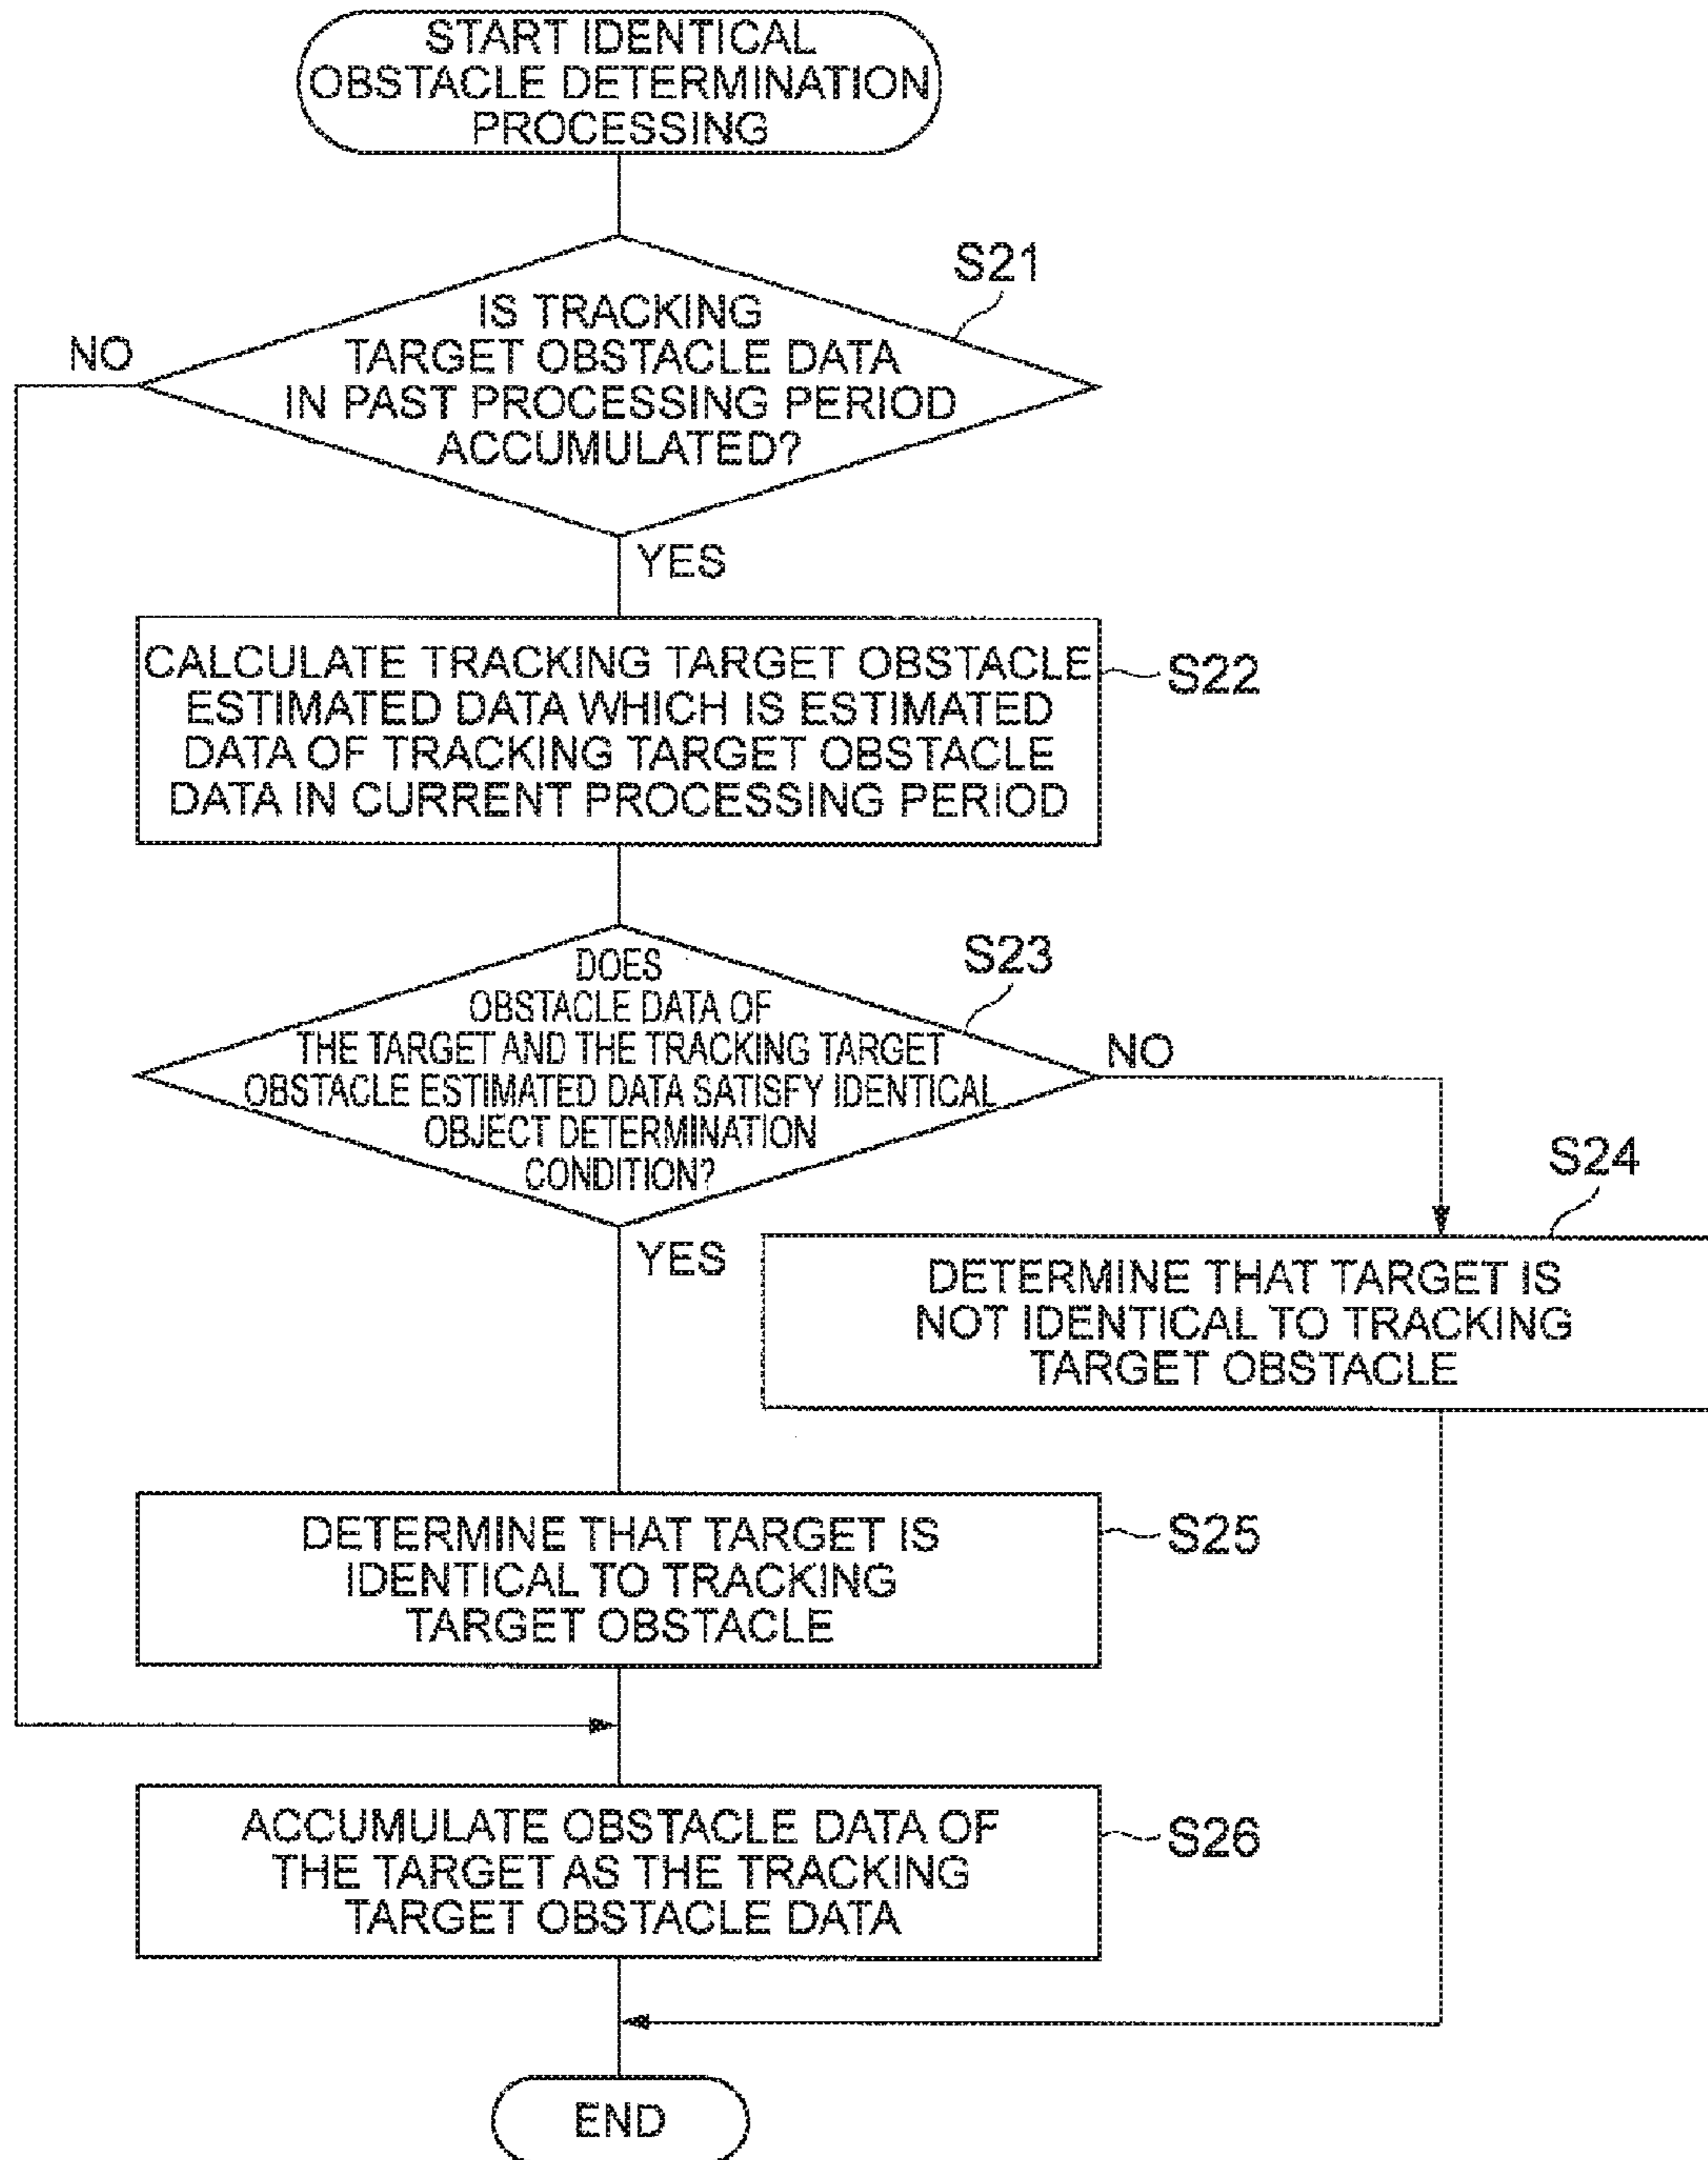 START IDENTICAL
OBSTACLE DETERMINATION
PROCESSING
S21
IS TRACKING
TARGET OBSTACLE DATA
IN PAST PROCESSING PERIOD
ACCUMULATED?
NO
YES
CALCULATE TRACKING TARGET OBSTACLE
ESTIMATED DATA WHICH IS ESTIMATED
DATA OF TRACKING TARGET OBSTACLE
DATA IN CURRENT PROCESSING PERIOD
S22
S23
DOES
OBSTACLE DATA OF
THE TARGET AND THE TRACKING TARGET
OBSTACLE ESTIMATED DATA SATISFY IDENTICAL
OBJECT DETERMINATION
CONDITION?
NO
YES
S24
DETERMINE THAT TARGET IS
NOT IDENTICAL TO TRACKING
TARGET OBSTACLE
DETERMINE THAT TARGET IS
IDENTICAL TO TRACKING
TARGET OBSTACLE
S25
ACCUMULATE OBSTACLE DATA OF
THE TARGET AS THE TRACKING
TARGET OBSTACLE DATA
S26
END